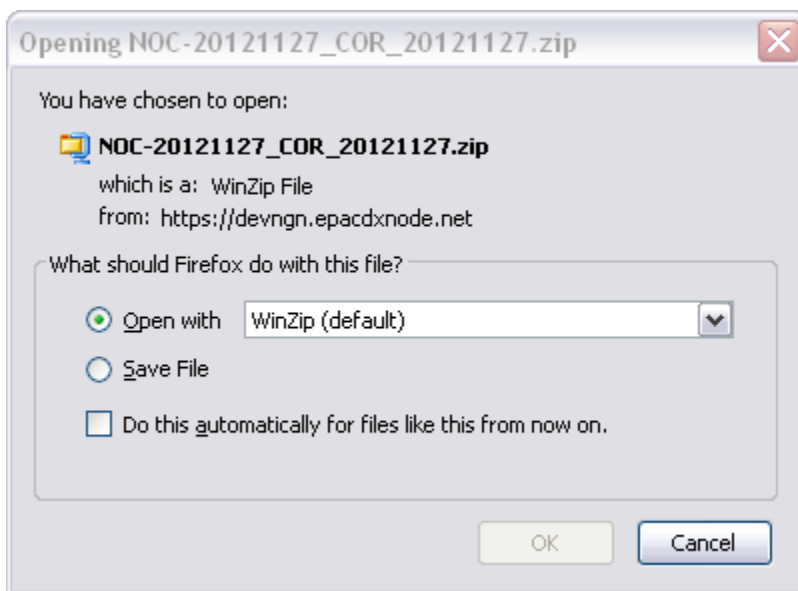 Opening NOC-20121127_COR_20121127.zip
You have chosen to open:
NOC-20121127_COR_20121127.zip
which is a: WinZip File
from: https://devngn.epacdxnode.net
What should Firefox do with this file?
Open with WinZip (default)
Save File
Do this automatically for files like this from now on.
OK Cancel